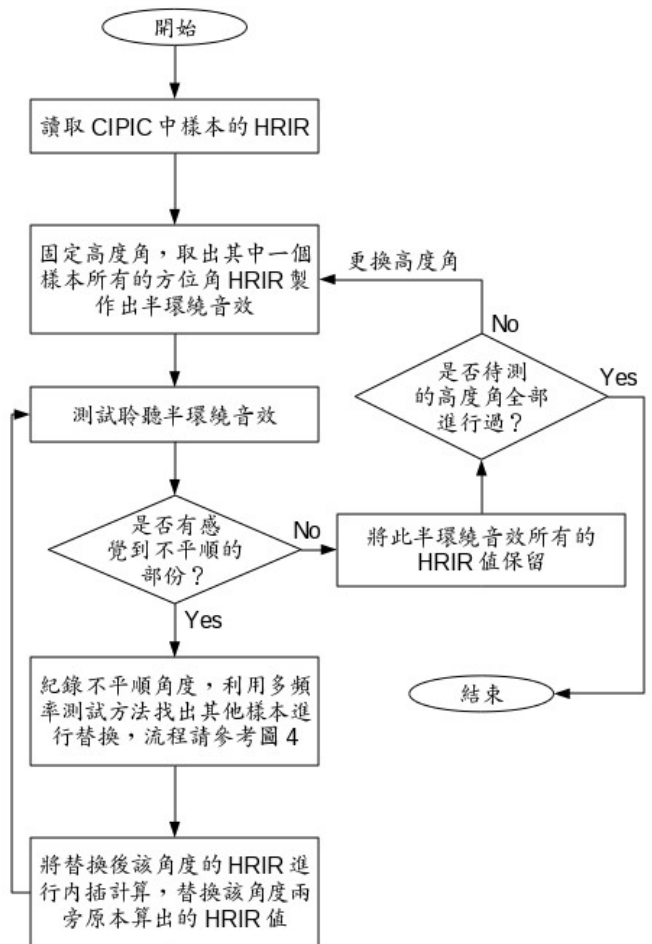 開始
讀取 CIPIC 中樣本的 HRIR
固定高度角，取出其中一個
樣本所有的方位角 HRIR 製
作出半環繞音效
更換高度角
測試聆聽半環繞音效
是否有感
覺到不平順的
部份？
No
Yes
將此半環繞音效所有的
HRIR 值保留
是否待測
的高度角全部
進行過？
No
Yes
結束
紀錄不平順角度，利用多頻
率測試方法找出其他樣本進
行替換，流程請參考圖 4
將替換後該角度的 HRIR 進
行内插計算，替換該角度兩
旁原本算出的 HRIR 值